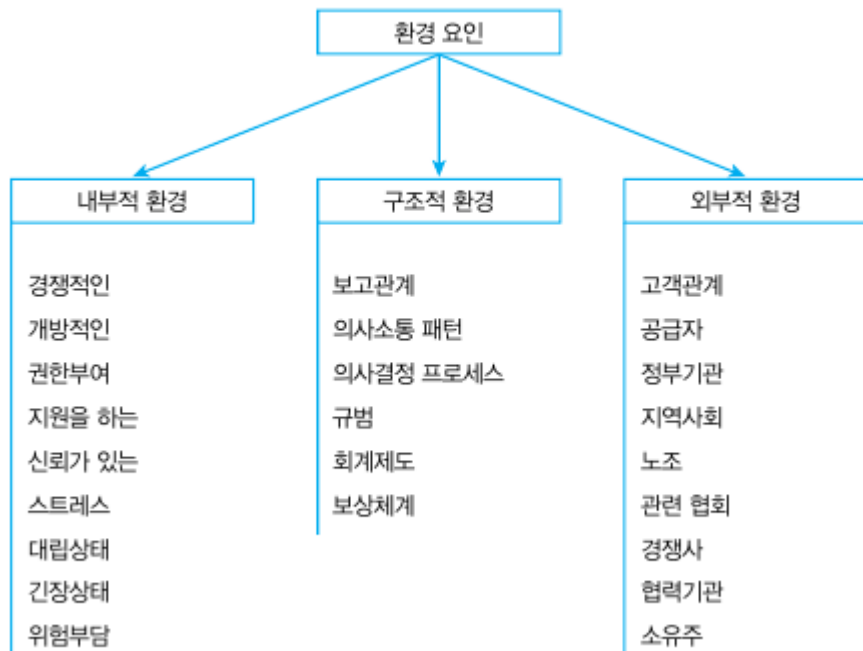 환경 요인
내부적 환경
경쟁적인
개방적인
권한부여
지원을 하는
신뢰가 있는
스트레스
대립상태
긴장상태
위험부담
구조적 환경
보고관계
의사소통 패턴
의사결정 프로세스
규범
회계제도
보상체계
외부적 환경
고객관계
공급자
정부기관
지역사회
노조
관련 협회
경쟁사
협력기관
소유주